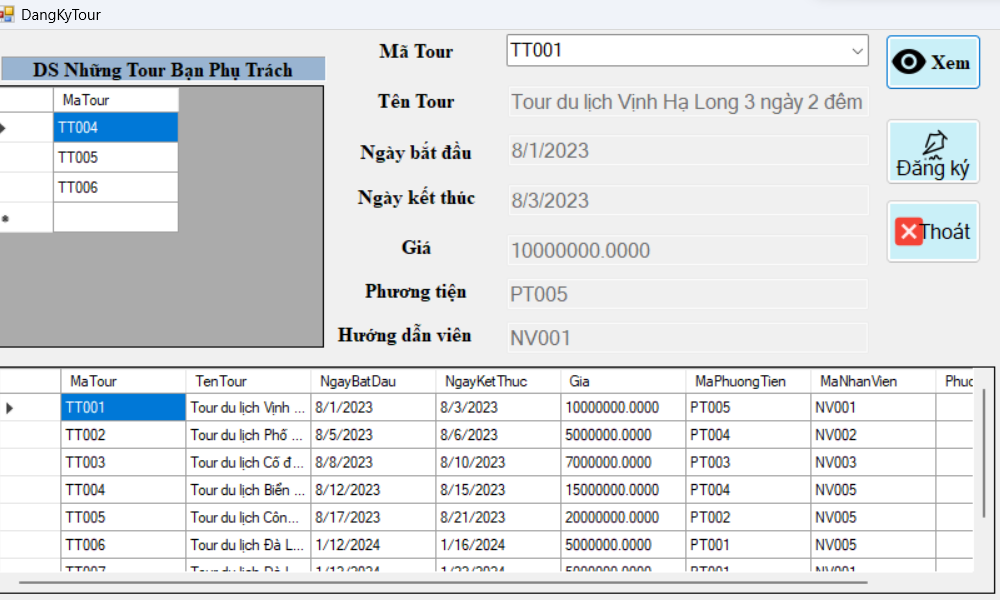 DangKyTour
DS Những Tour Bạn Phụ Trách
MaTour
TT004
TT005
TT006
Mã Tour TT001
Tên Tour Tour du lịch Vịnh Hạ Long 3 ngày 2 đêm
Ngày bắt đầu 8/1/2023
Ngày kết thúc 8/3/2023
Giá 10000000.0000
Phương tiện PT005
Hướng dẫn viên NV001
Xem
Đăng ký
Thoát
MaTour TenTour NgayBatDau NgayKetThuc Gia MaPhuongTien MaNhanVien Phuc
TT001 Tour du lịch Vịnh ... 8/1/2023 8/3/2023 10000000.0000 PT005 NV001
TT002 Tour du lịch Phố ... 8/5/2023 8/6/2023 5000000.0000 PT004 NV002
TT003 Tour du lịch Cố đ... 8/8/2023 8/10/2023 7000000.0000 PT003 NV003
TT004 Tour du lịch Biển ... 8/12/2023 8/15/2023 15000000.0000 PT004 NV005
TT005 Tour du lịch Côn... 8/17/2023 8/21/2023 20000000.0000 PT002 NV005
TT006 Tour du lịch Đà L... 1/12/2024 1/16/2024 5000000.0000 PT001 NV005